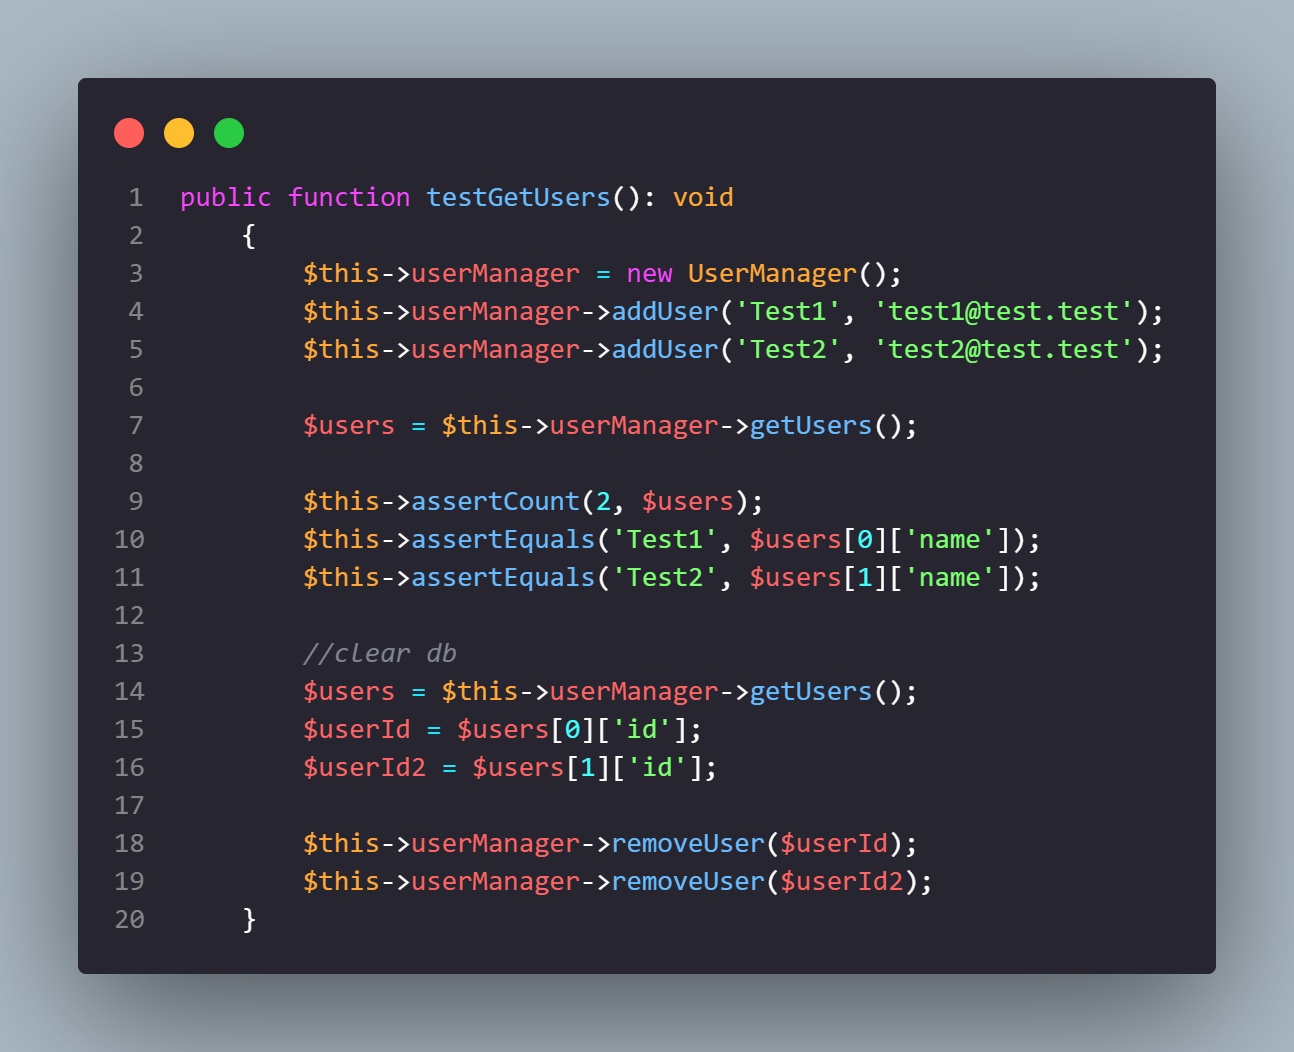 1 public function testGetUsers(): void
2     {
3         $this->userManager = new UserManager();
4         $this->userManager->addUser('Test1', 'test1@test.test');
5         $this->userManager->addUser('Test2', 'test2@test.test');
6
7         $users = $this->userManager->getUsers();
8
9         $this->assertCount(2, $users);
10         $this->assertEquals('Test1', $users[0]['name']);
11         $this->assertEquals('Test2', $users[1]['name']);
12
13         //clear db
14         $users = $this->userManager->getUsers();
15         $userId = $users[0]['id'];
16         $userId2 = $users[1]['id'];
17
18         $this->userManager->removeUser($userId);
19         $this->userManager->removeUser($userId2);
20     }